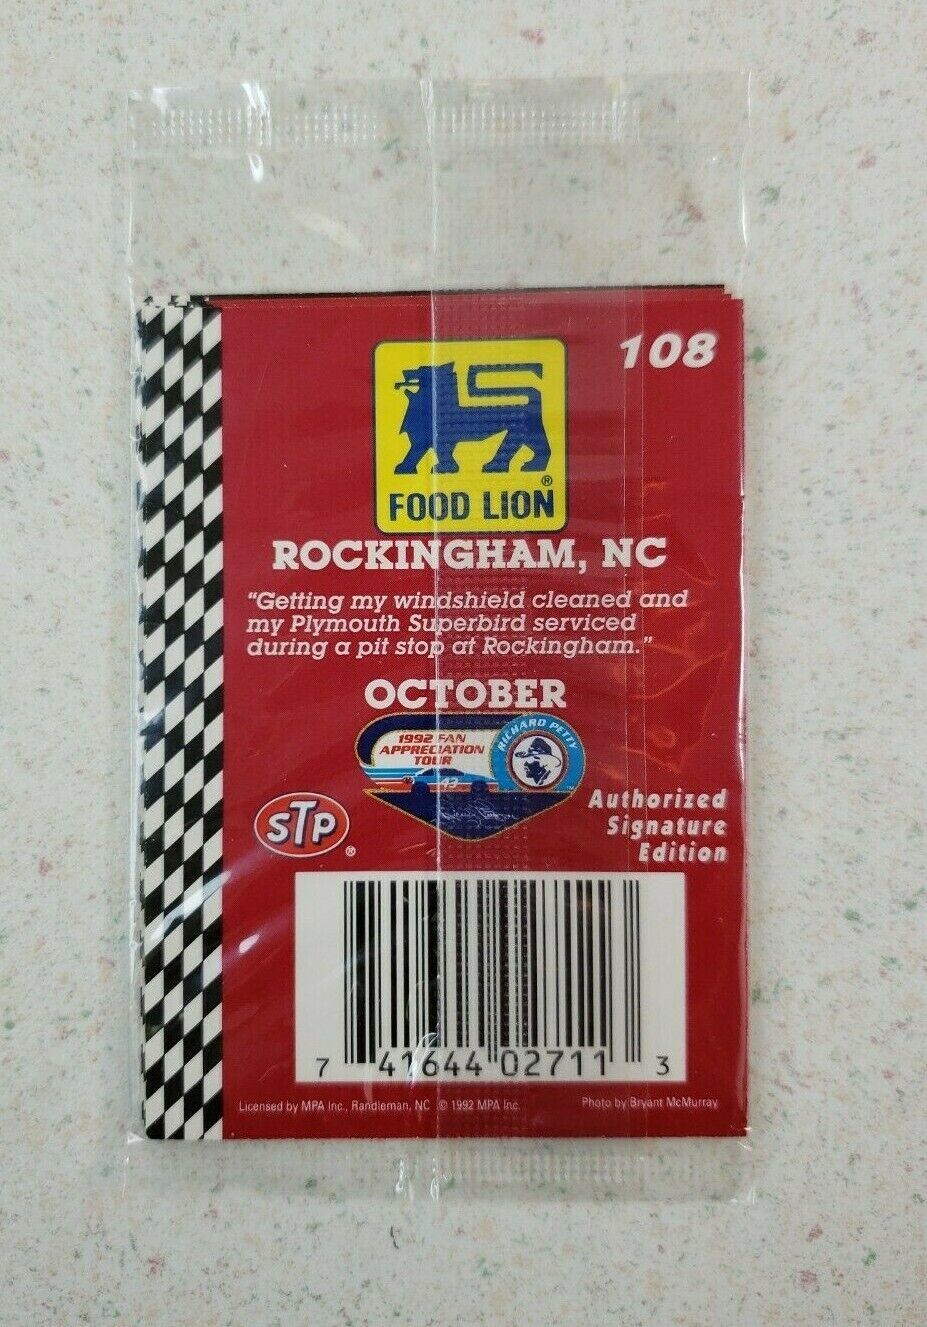 108
FOOD LION®
ROCKINGHAM, NC
"Getting my windshield cleaned and
my Plymouth Superbird serviced
during a pit stop at Rockingham."
OCTOBER
1992 FAN
APPRECIATION
TOUR
43
RICHARD PETTY
TM
STP®
Authorized
Signature
Edition
7 41644 02711 3
Licensed by MPA Inc., Randleman, NC © 1992 MPA Inc.
Photo by Bryant McMurray